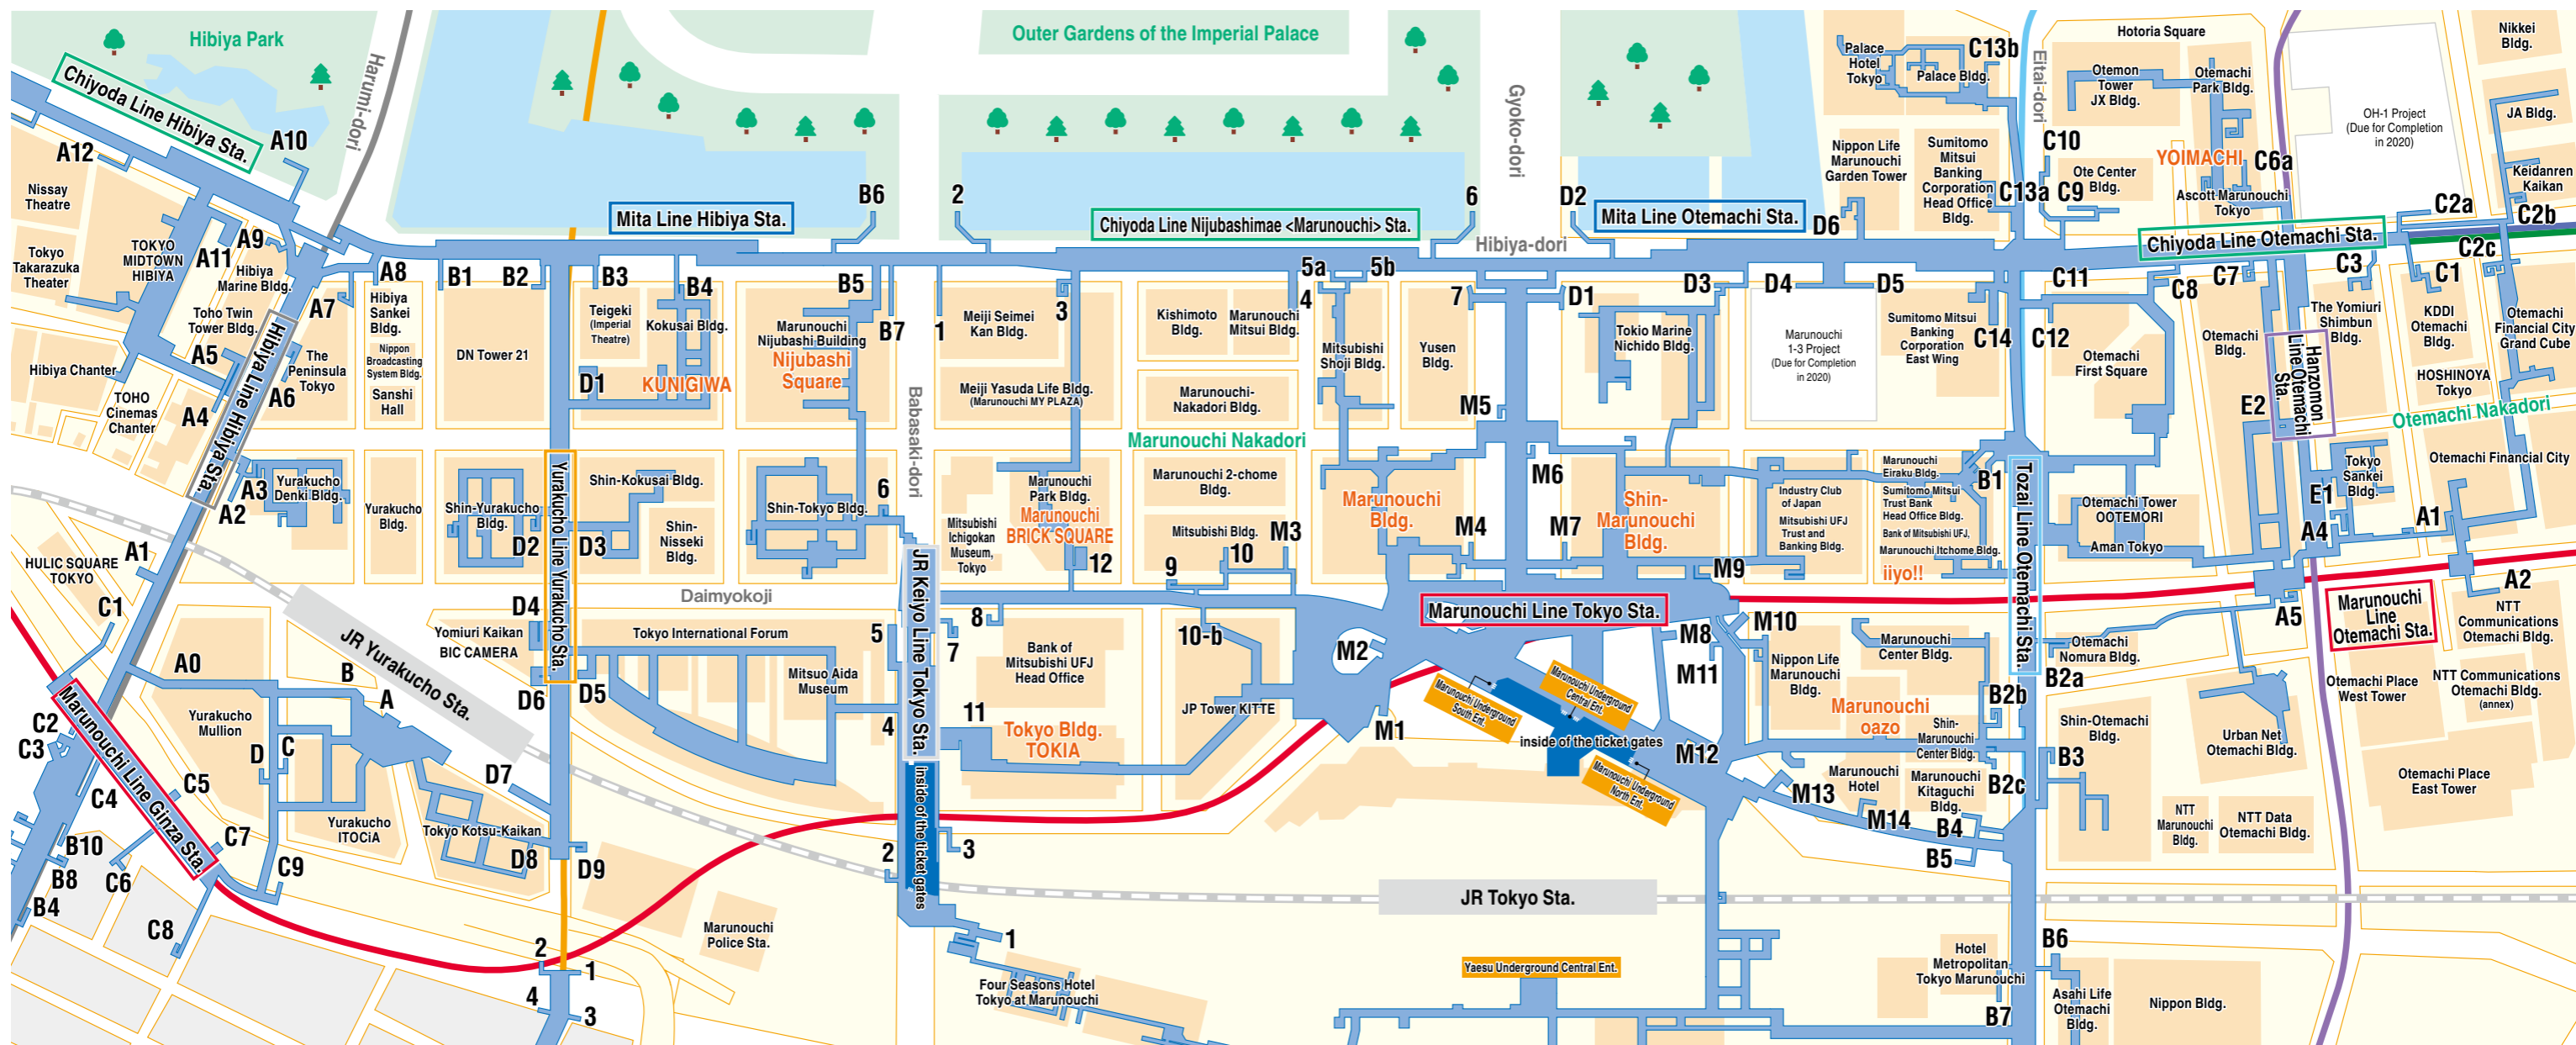 Hibiya Park
Outer Gardens of the Imperial Palace
Hotoria Square
Nikkei
Bldg.
Chiyoda Line Hibiya Sta.
Harumi-dori
Gyoko-dori
Eitai-dori
Palace
Hotel
Tokyo
Palace Bldg.
C13b
Otemon
Tower
JX Bldg.
Otemachi
Park Bldg.
OH-1 Project
(Due for Completion
in 2020)
JA Bldg.
A12
A10
Nissay
Theatre
Nippon Life
Marunouchi
Garden Tower
Sumitomo
Mitsui
Banking
Corporation
Head Office
Bldg.
C10
Ote Center
Bldg.
YOIMACHI
C6a
Ascott Marunouchi
Tokyo
Keidanren
Kaikan
C13a
C9
C2a
C2b
B6
2
6
D2
D6
Mita Line Hibiya Sta.
Chiyoda Line Nijubashimae <Marunouchi> Sta.
Mita Line Otemachi Sta.
Chiyoda Line Otemachi Sta.
Hibiya-dori
Tokyo
Takarazuka
Theater
TOKYO
MIDTOWN
HIBIYA
A11
A9
Hibiya
Marine Bldg.
A8
B1
B2
B3
B4
B5
B7
1
3
5a
5b
4
7
D1
D3
D4
D5
C11
C8
C7
C3
C1
C2c
A7
Hibiya
Sankei
Bldg.
Toho Twin
Tower Bldg.
Hibiya Line Hibiya Sta.
A5
A6
A4
The
Peninsula
Tokyo
Nippon
Broadcasting
System Bldg.
Sanshi
Hall
DN Tower 21
Teigeki
(Imperial
Theatre)
Kokusai Bldg.
D1
KUNIGIWA
Marunouchi
Nijubashi Building
Nijubashi
Square
Babasaki-dori
Meiji Seimei
Kan Bldg.
Meiji Yasuda Life Bldg.
(Marunouchi MY PLAZA)
Kishimoto
Bldg.
Marunouchi
Mitsui Bldg.
Marunouchi-
Nakadori Bldg.
Mitsubishi
Shoji Bldg.
Yusen
Bldg.
M5
Tokio Marine
Nichido Bldg.
Marunouchi
1-3 Project
(Due for Completion
in 2020)
Sumitomo Mitsui
Banking
Corporation
East Wing
C14
C12
Otemachi
First Square
Otemachi
Bldg.
E2
Hanzomon
Line Otemachi
Sta.
The Yomiuri
Shimbun
Bldg.
KDDI
Otemachi
Bldg.
Otemachi
Financial City
Grand Cube
HOSHINOYA
Tokyo
Otemachi Nakadori
Hibiya Chanter
TOHO
Cinemas
Chanter
Marunouchi Nakadori
A3
A2
Yurakucho
Denki Bldg.
Yurakucho
Bldg.
Shin-Yurakucho
Bldg.
D2
Yurakucho Line Yurakucho Sta.
D3
Shin-Kokusai Bldg.
Shin-
Nisseki
Bldg.
Shin-Tokyo Bldg.
6
Mitsubishi
Ichigokan
Museum,
Tokyo
Marunouchi
Park Bldg.
Marunouchi
BRICK SQUARE
12
Marunouchi 2-chome
Bldg.
Mitsubishi Bldg.
M3
10
9
Marunouchi
Bldg.
M4
M6
M7
Shin-
Marunouchi
Bldg.
M9
Industry Club
of Japan
Mitsubishi UFJ
Trust and
Banking Bldg.
Marunouchi
Eiraku Bldg.
Sumitomo Mitsui
Trust Bank
Head Office Bldg.
Bank of Mitsubishi UFJ,
Marunouchi Itchome Bldg.
iiyo!!
B1
Tozai Line Otemachi Sta.
Otemachi Tower
OOTEMORI
Aman Tokyo
E1
A4
Tokyo
Sankei
Bldg.
Otemachi Financial City
A1
A2
HULIC SQUARE
TOKYO
A1
C1
JR Yurakucho Sta.
Daimyokoji
JR Keiyo Line Tokyo Sta.
D4
Yomiuri Kaikan
BIC CAMERA
D6
D5
Tokyo International Forum
Mitsuo Aida
Museum
5
4
8
7
11
Bank of
Mitsubishi UFJ
Head Office
Tokyo Bldg.
TOKIA
10-b
JP Tower KITTE
M2
M1
Marunouchi Line Tokyo Sta.
M8
M10
M11
M12
Marunouchi Underground
South Ent.
Marunouchi Underground
Central Ent.
inside of the ticket gates
Marunouchi Underground
North Ent.
Nippon Life
Marunouchi
Bldg.
Marunouchi
Center Bldg.
Marunouchi
oazo
Shin-
Marunouchi
Center Bldg.
B2b
B2a
B2c
B3
Otemachi
Nomura Bldg.
A5
Marunouchi
Line
Otemachi Sta.
NTT
Communications
Otemachi Bldg.
Otemachi Place
West Tower
NTT Communications
Otemachi Bldg.
(annex)
Shin-Otemachi
Bldg.
Urban Net
Otemachi Bldg.
Otemachi Place
East Tower
A0
B
A
Yurakucho
Mullion
D
C
C2
C3
Marunouchi Line Ginza Sta.
C4
C5
C7
B10
B8
C6
B4
C9
C8
Yurakucho
ITOCiA
D7
Tokyo Kotsu-Kaikan
D8
D9
inside of the ticket gates
2
3
M13
Marunouchi
Hotel
Marunouchi
Kitaguchi
Bldg.
M14
B4
B5
NTT
Marunouchi
Bldg.
NTT Data
Otemachi Bldg.
JR Tokyo Sta.
Marunouchi
Police Sta.
2
1
4
3
1
Four Seasons Hotel
Tokyo at Marunouchi
Yaesu Underground Central Ent.
Hotel
Metropolitan
Tokyo Marunouchi
B6
B7
Asahi Life
Otemachi
Bldg.
Nippon Bldg.